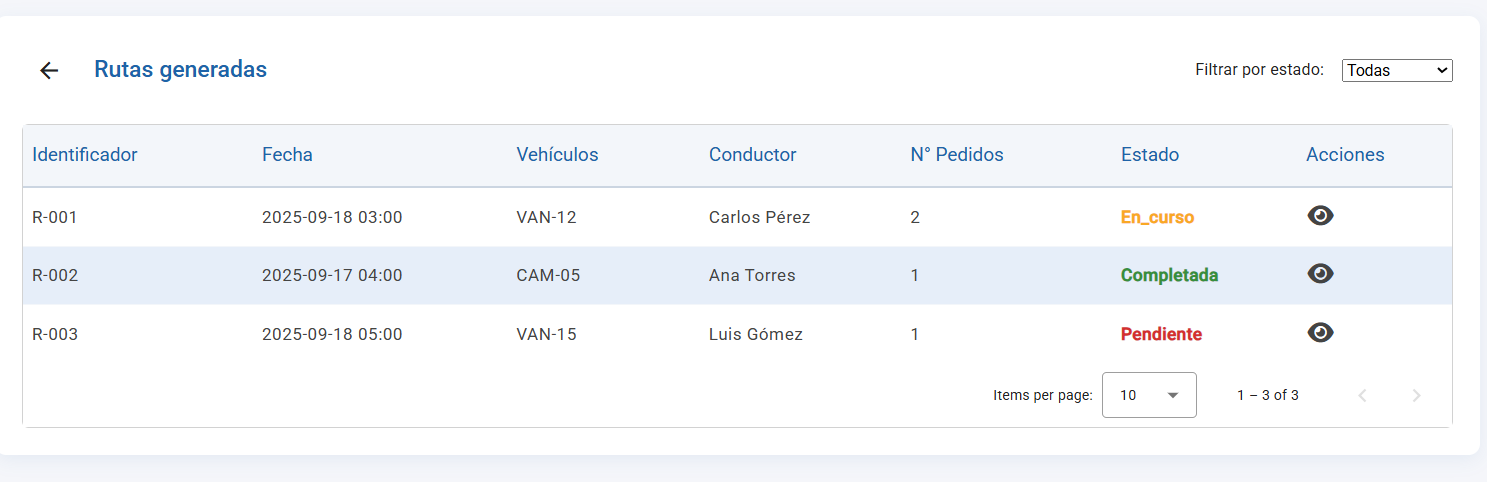 Rutas generadas Filtrar por estado: Todas
Identificador Fecha Vehículos Conductor N° Pedidos Estado Acciones
R-001 2025-09-18 03:00 VAN-12 Carlos Pérez 2 En_curso
R-002 2025-09-17 04:00 CAM-05 Ana Torres 1 Completada
R-003 2025-09-18 05:00 VAN-15 Luis Gómez 1 Pendiente
Items per page: 10 1 – 3 of 3